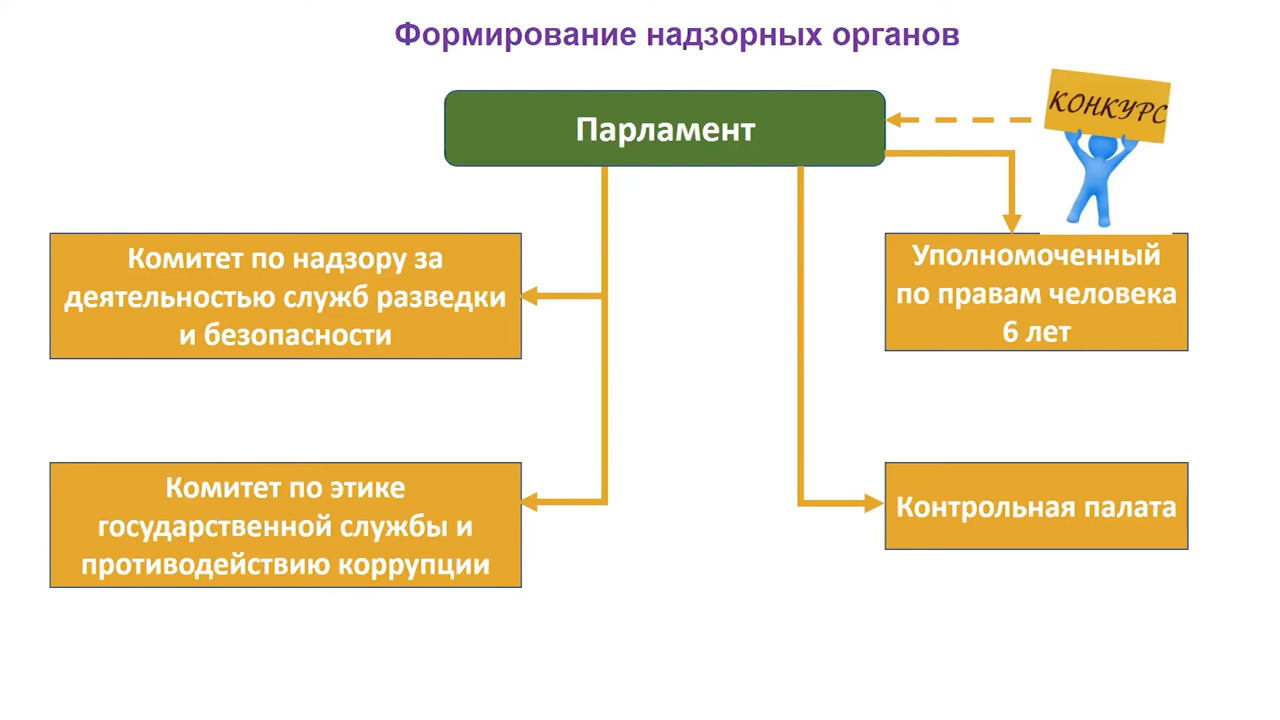 Формирование надзорных органов
Парламент
КОНКУРС
Комитет по надзору за
деятельностью служб разведки
и безопасности
Уполномоченный
по правам человека
6 лет
Комитет по этике
государственной службы и
противодействию коррупции
Контрольная палата